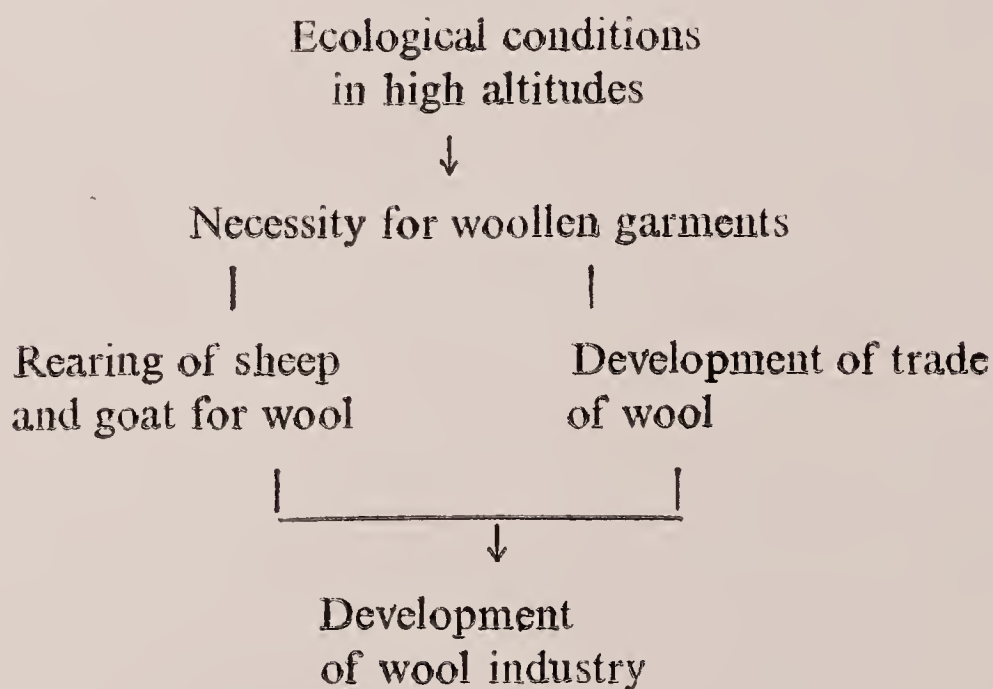 Ecological conditions
in high altitudes
Necessity for woollen garments
Rearing of sheep
and goat for wool
Development of trade
of wool
Development
of wool industry